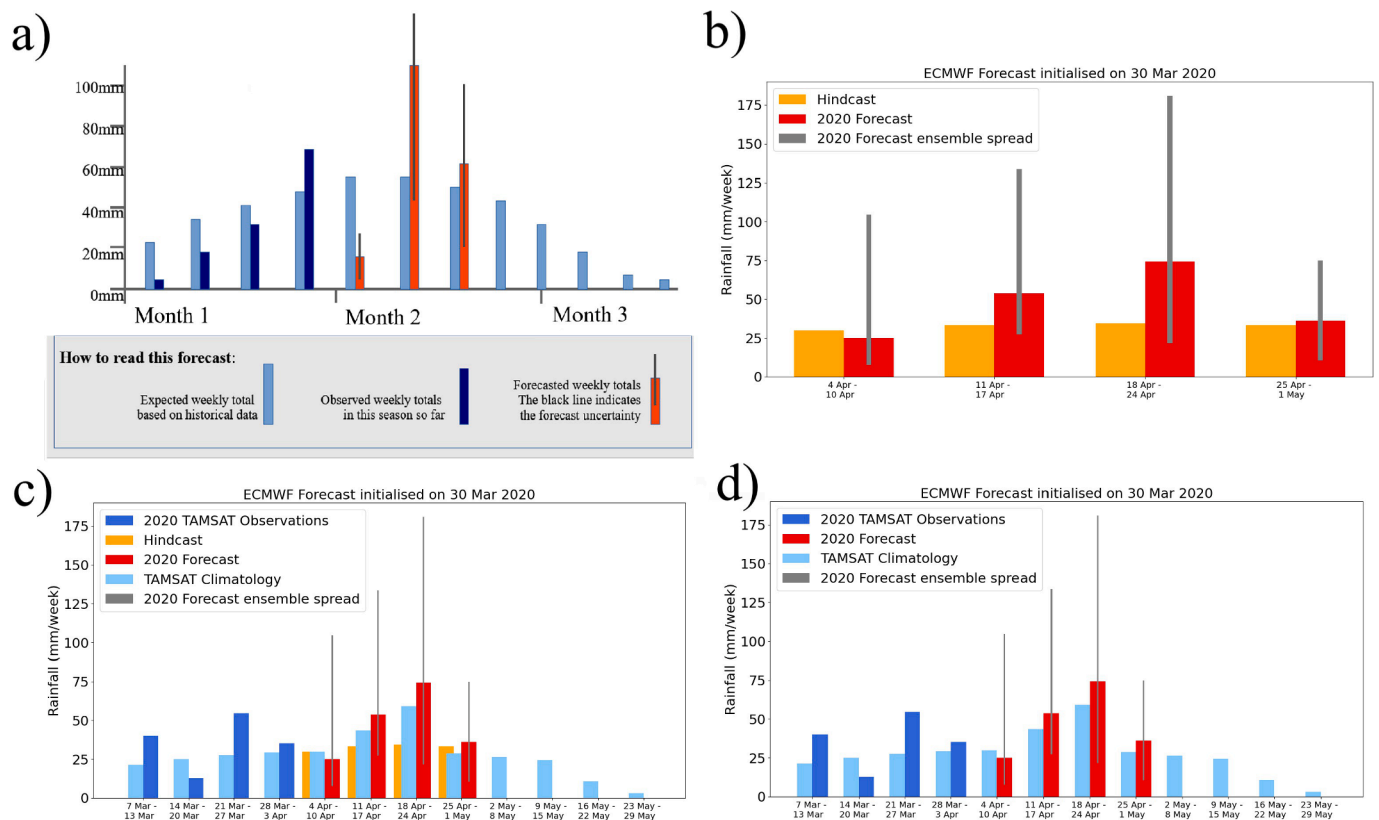 a)
100mm
80mm
60mm
40mm
20mm
0mm
Month 1
Month 2
Month 3
How to read this forecast:
Expected weekly total
based on historical data
Observed weekly totals
in this season so far
Forecasted weekly totals
The black line indicates
the forecast uncertainty
b)
ECMWF Forecast initialised on 30 Mar 2020
Hindcast
2020 Forecast
2020 Forecast ensemble spread
Rainfall (mm/week)
175
150
125
100
75
50
25
0
4 Apr - 11 Apr - 18 Apr - 25 Apr -
10 Apr 17 Apr 24 Apr 1 May
c)
ECMWF Forecast initialised on 30 Mar 2020
2020 TAMSAT Observations
Hindcast
2020 Forecast
TAMSAT Climatology
2020 Forecast ensemble spread
Rainfall (mm/week)
175
150
125
100
75
50
25
0
7 Mar - 14 Mar - 21 Mar - 28 Mar - 4 Apr - 11 Apr - 18 Apr - 25 Apr - 2 May - 9 May - 16 May - 23 May -
13 Mar 20 Mar 27 Mar 3 Apr 10 Apr 17 Apr 24 Apr 1 May 8 May 15 May 22 May 29 May
d)
ECMWF Forecast initialised on 30 Mar 2020
2020 TAMSAT Observations
2020 Forecast
TAMSAT Climatology
2020 Forecast ensemble spread
Rainfall (mm/week)
175
150
125
100
75
50
25
0
7 Mar - 14 Mar - 21 Mar - 28 Mar - 4 Apr - 11 Apr - 18 Apr - 25 Apr - 2 May - 9 May - 16 May - 23 May -
13 Mar 20 Mar 27 Mar 3 Apr 10 Apr 17 Apr 24 Apr 1 May 8 May 15 May 22 May 29 May